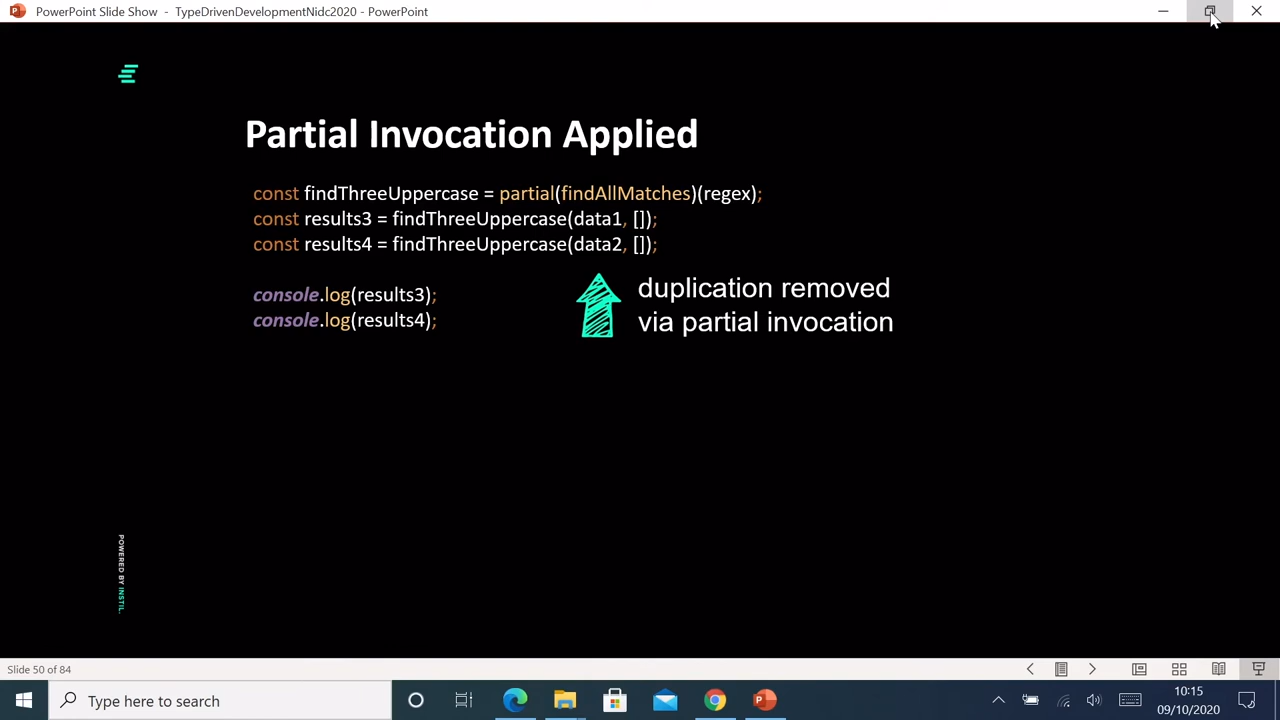 PowerPoint Slide Show - TypeDrivenDevelopmentNidc2020 - PowerPoint
Partial Invocation Applied
const findThreeUppercase = partial(findAllMatches)(regex);
const results3 = findThreeUppercase(data1, []);
const results4 = findThreeUppercase(data2, []);
console.log(results3);
console.log(results4);
duplication removed
via partial invocation
POWERED BY INSTIL.
Slide 50 of 84
Type here to search
10:15
09/10/2020